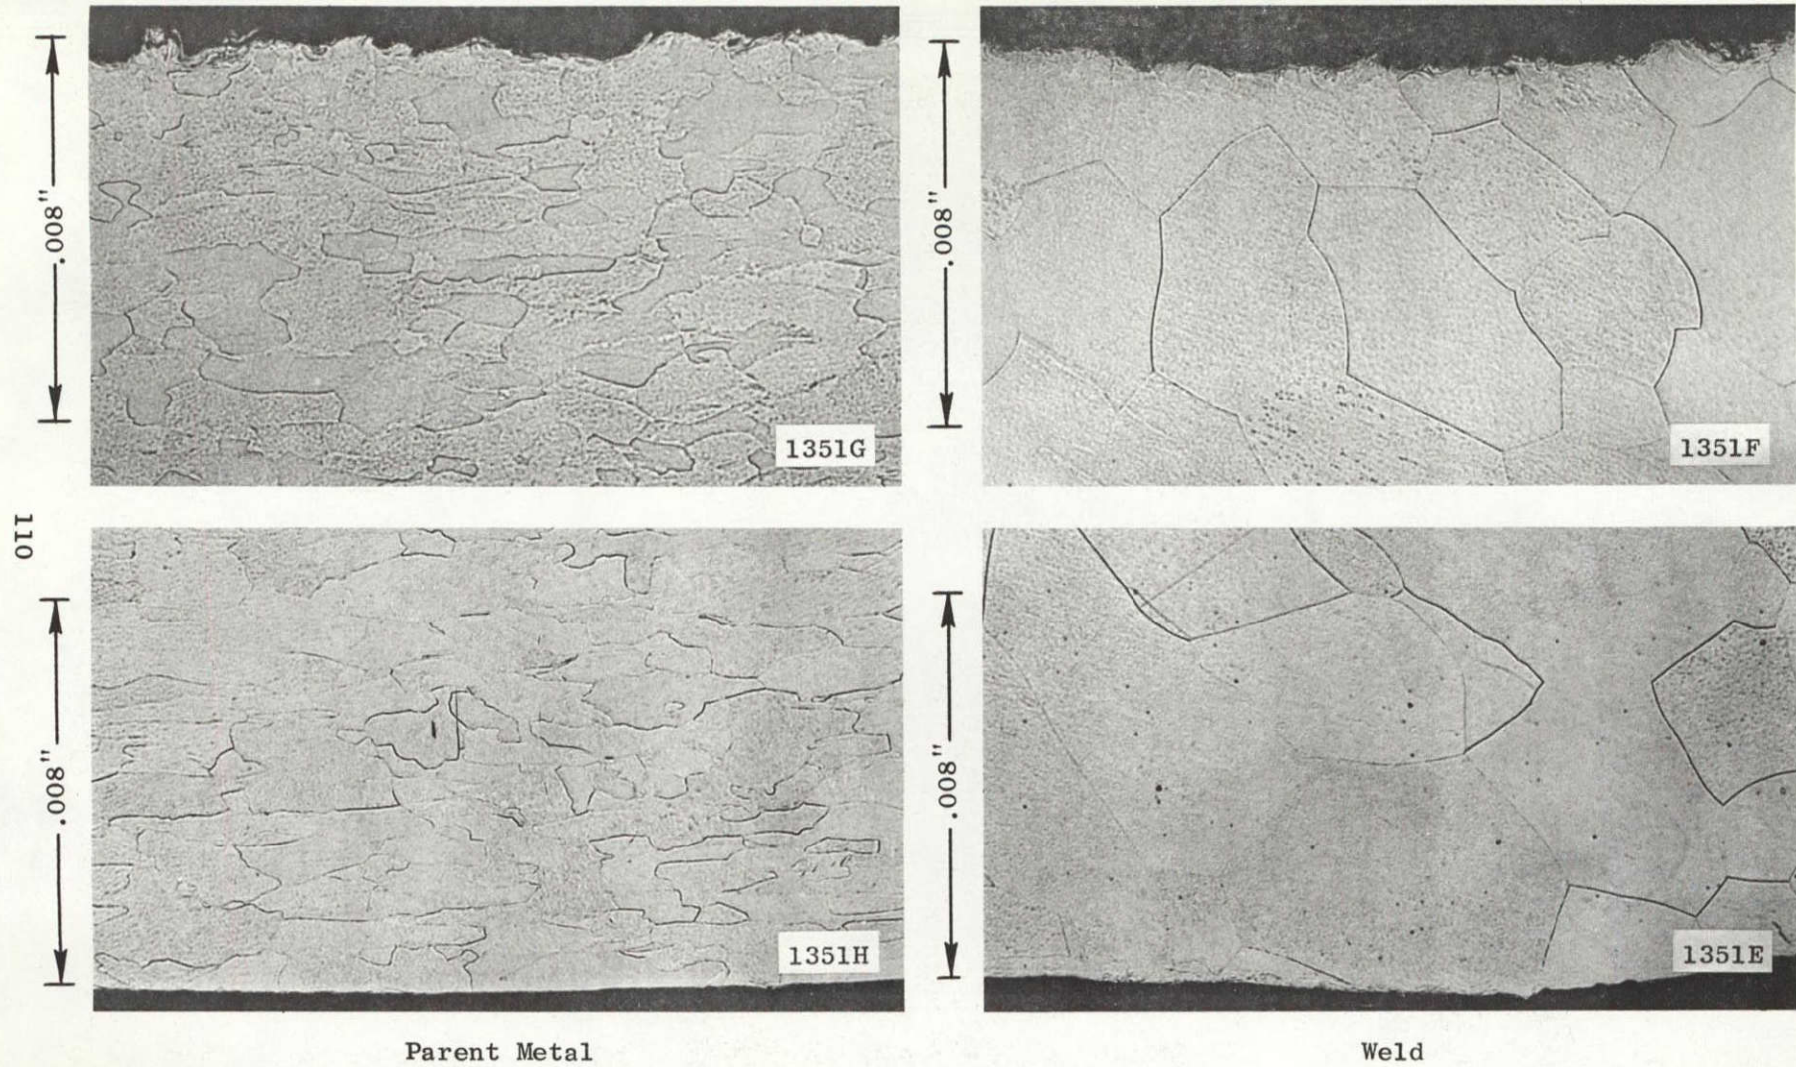 .008"
1351G
.008"
1351F
110
.008"
1351H
.008"
1351E
Parent Metal
Weld